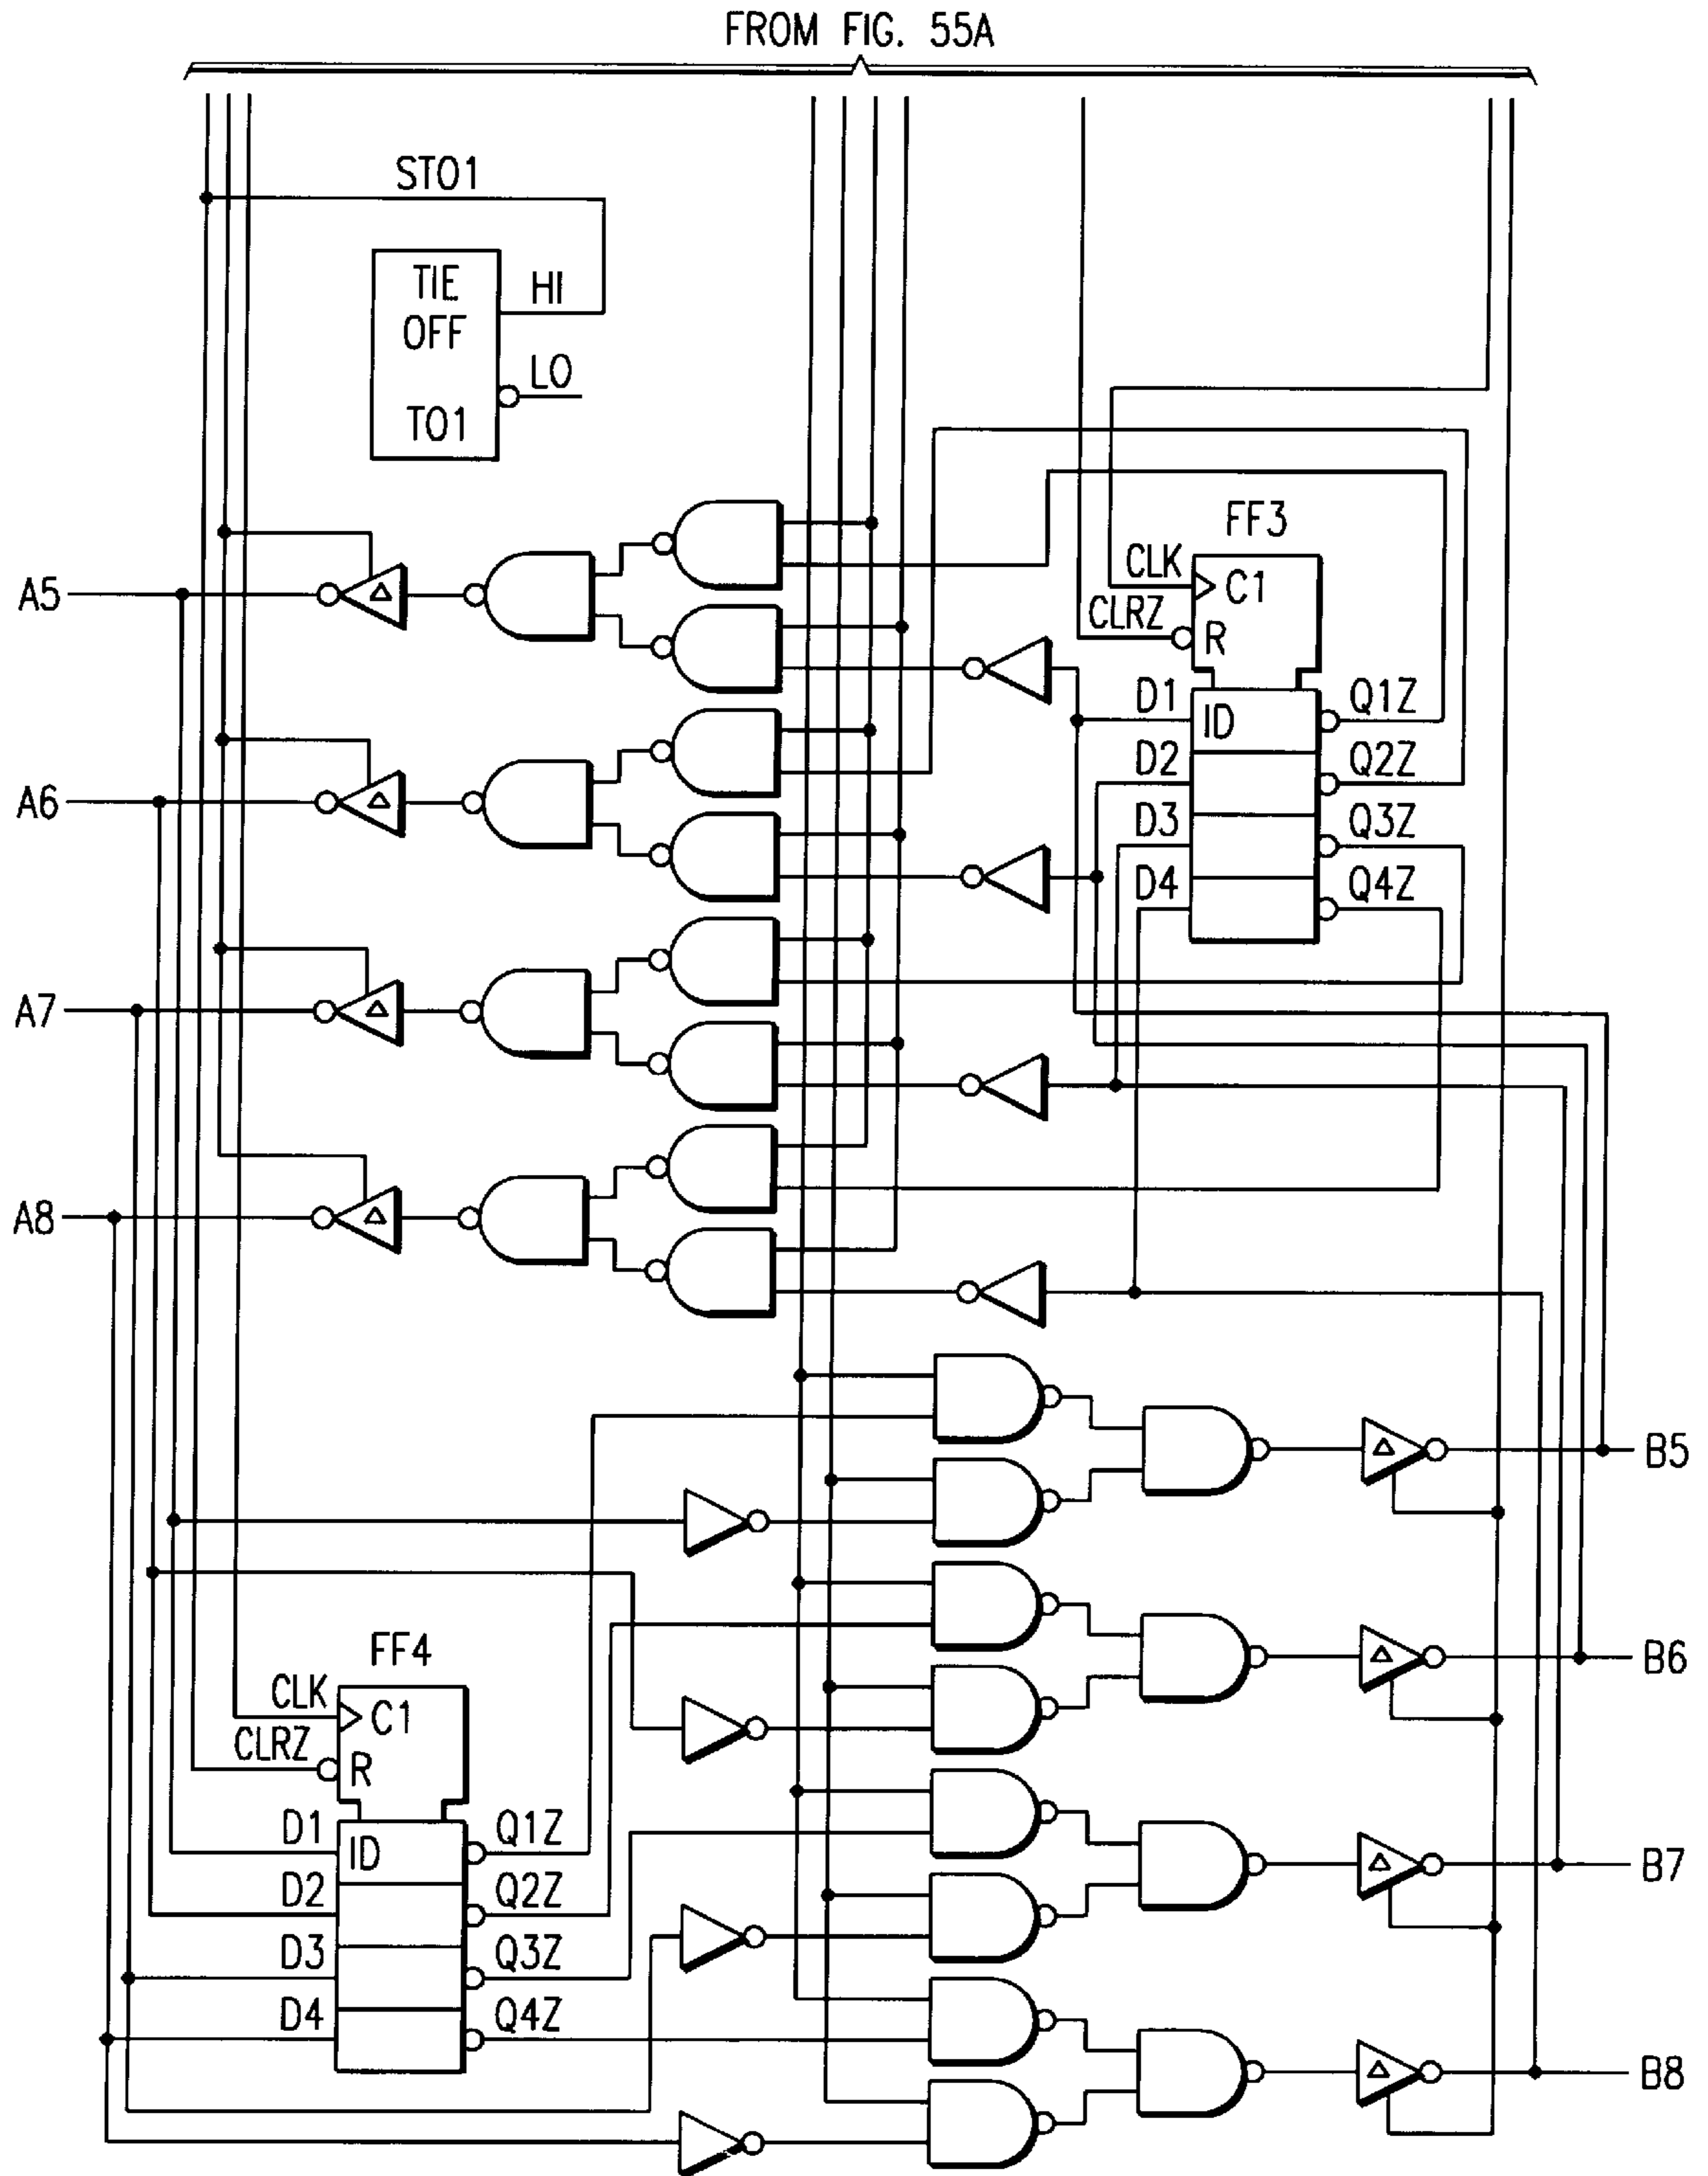 FROM FIG. 55A
STO1
TIE
OFF
HI
LO
TO1
FF3
CLK
C1
CLRZ
R
A5
D1
ID
Q1Z
D2
Q2Z
A6
D3
Q3Z
D4
Q4Z
A7
A8
B5
FF4
B6
CLK
C1
CLRZ
R
D1
ID
Q1Z
B7
D2
Q2Z
D3
Q3Z
D4
Q4Z
B8